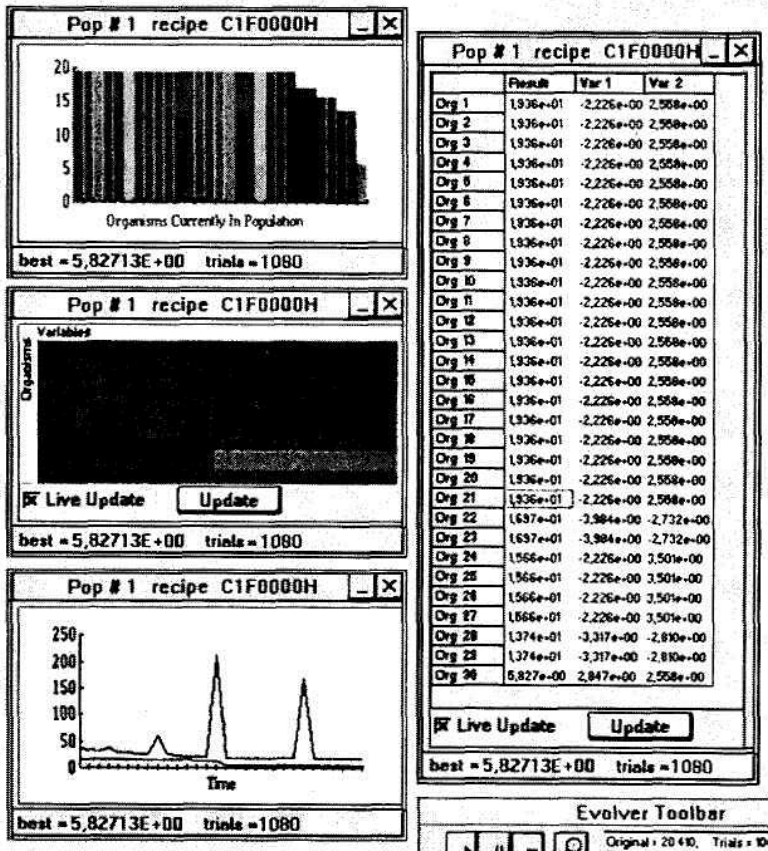 Pop # 1 recipe C1F0000H
20
15
10
5
0
Organisms Currently In Population
best = 5,82713E+00 trials = 1080
Pop # 1 recipe C1F0000H
Variables
Organisms
Live Update Update
best = 5,82713E+00 trials = 1080
Pop # 1 recipe C1F0000H
250
200
150
100
50
0
Time
best = 5,82713E+00 trials = 1080
Pop # 1 recipe C1F0000H
Result Var 1 Var 2
Org 1 1,936e+01 -2,226e+00 2,558e+00
Org 2 1,936e+01 -2,226e+00 2,558e+00
Org 3 1,936e+01 -2,226e+00 2,558e+00
Org 4 1,936e+01 -2,226e+00 2,558e+00
Org 5 1,936e+01 -2,226e+00 2,558e+00
Org 6 1,936e+01 -2,226e+00 2,558e+00
Org 7 1,936e+01 -2,226e+00 2,558e+00
Org 8 1,936e+01 -2,226e+00 2,558e+00
Org 9 1,936e+01 -2,226e+00 2,558e+00
Org 10 1,936e+01 -2,226e+00 2,558e+00
Org 11 1,936e+01 -2,226e+00 2,558e+00
Org 12 1,936e+01 -2,226e+00 2,558e+00
Org 13 1,936e+01 -2,226e+00 2,558e+00
Org 14 1,936e+01 -2,226e+00 2,558e+00
Org 15 1,936e+01 -2,226e+00 2,558e+00
Org 16 1,936e+01 -2,226e+00 2,558e+00
Org 17 1,936e+01 -2,226e+00 2,558e+00
Org 18 1,936e+01 -2,226e+00 2,558e+00
Org 19 1,936e+01 -2,226e+00 2,558e+00
Org 20 1,936e+01 -2,226e+00 2,558e+00
Org 21 1,936e+01 -2,226e+00 2,558e+00
Org 22 1,697e+01 -3,984e+00 -2,732e+00
Org 23 1,697e+01 -3,984e+00 -2,732e+00
Org 24 1,566e+01 -2,226e+00 3,501e+00
Org 25 1,566e+01 -2,226e+00 3,501e+00
Org 26 1,566e+01 -2,226e+00 3,501e+00
Org 27 1,566e+01 -2,226e+00 3,501e+00
Org 28 1,374e+01 -3,317e+00 -2,810e+00
Org 29 1,374e+01 -3,317e+00 -2,810e+00
Org 30 5,827e+00 2,847e+00 2,558e+00
Live Update Update
best = 5,82713E+00 trials = 1080
Evolver Toolbar
Original = 20 410, Trials =